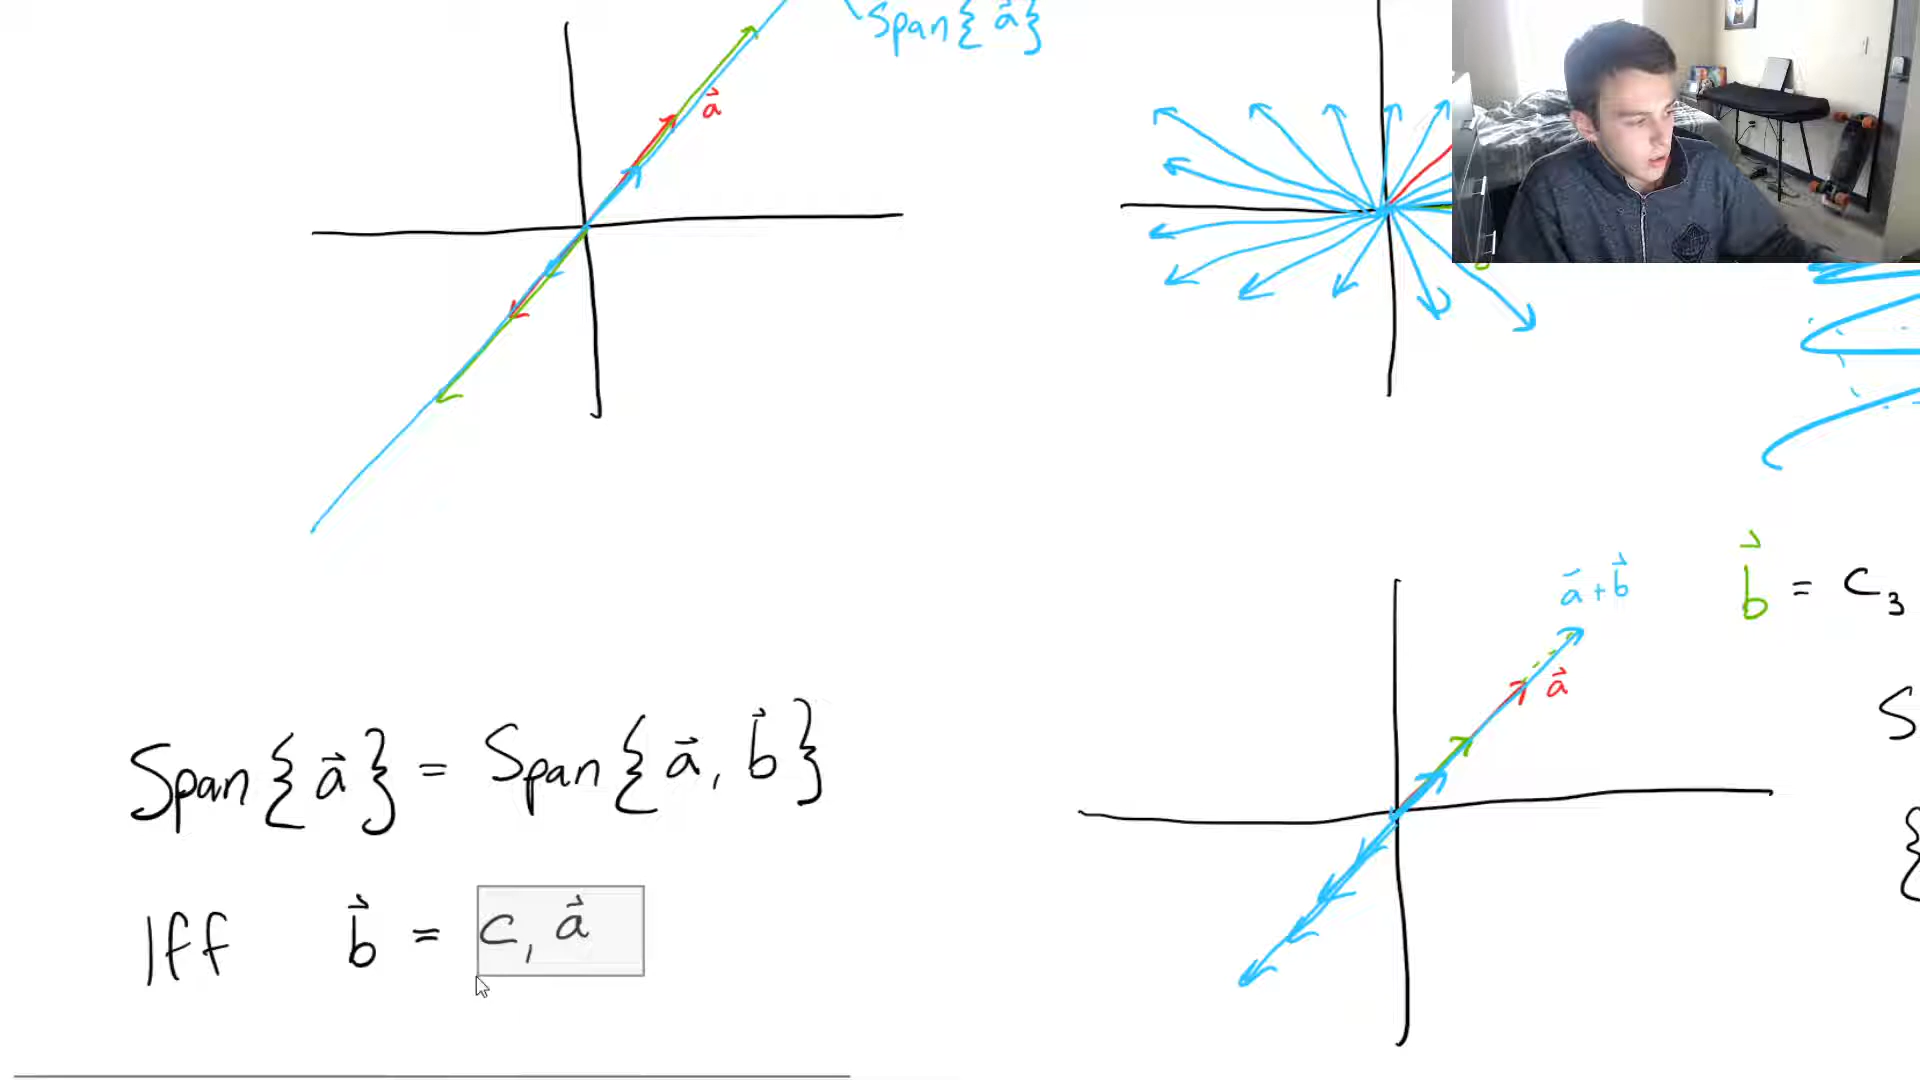 Span{a⃗}
a⃗
a⃗ + b⃗
b⃗ = c₃
a⃗
S
Span{a⃗} = Span{a⃗, b⃗}
{
Iff b⃗ = c₁ a⃗